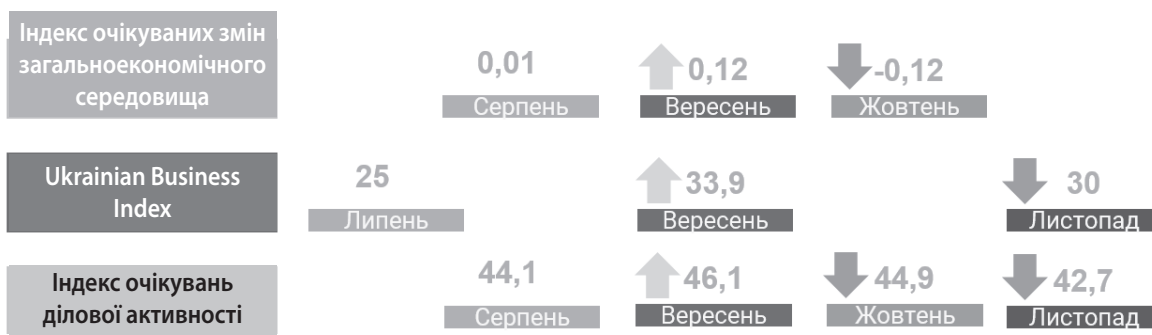 Індекс очікуваних змін
загальноекономічного
середовища
0,01
0,12
-0,12
Серпень
Вересень
Жовтень
Ukrainian Business
Index
25
33,9
30
Липень
Вересень
Листопад
Індекс очікувань
ділової активності
44,1
46,1
44,9
42,7
Серпень
Вересень
Жовтень
Листопад